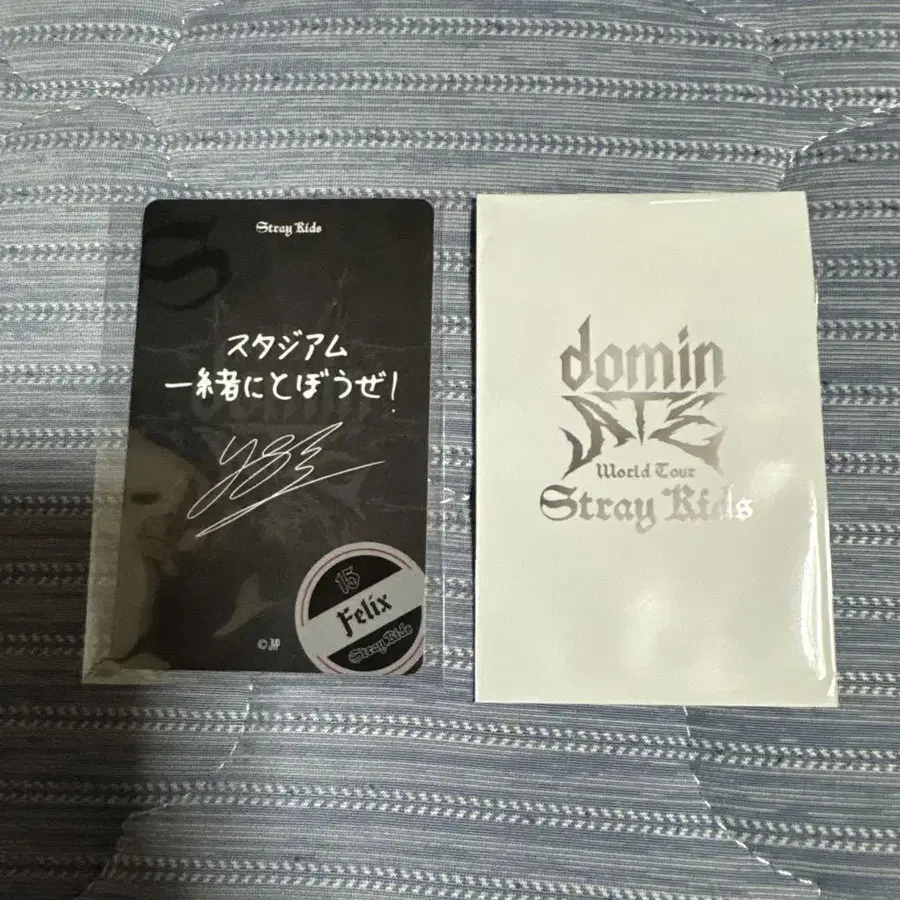 Stray Kids
スタジアム
一緒にとぼうぜ!
15
Felix
Stray Kids
© JYP
domin
ATE
World Tour
Stray Kids